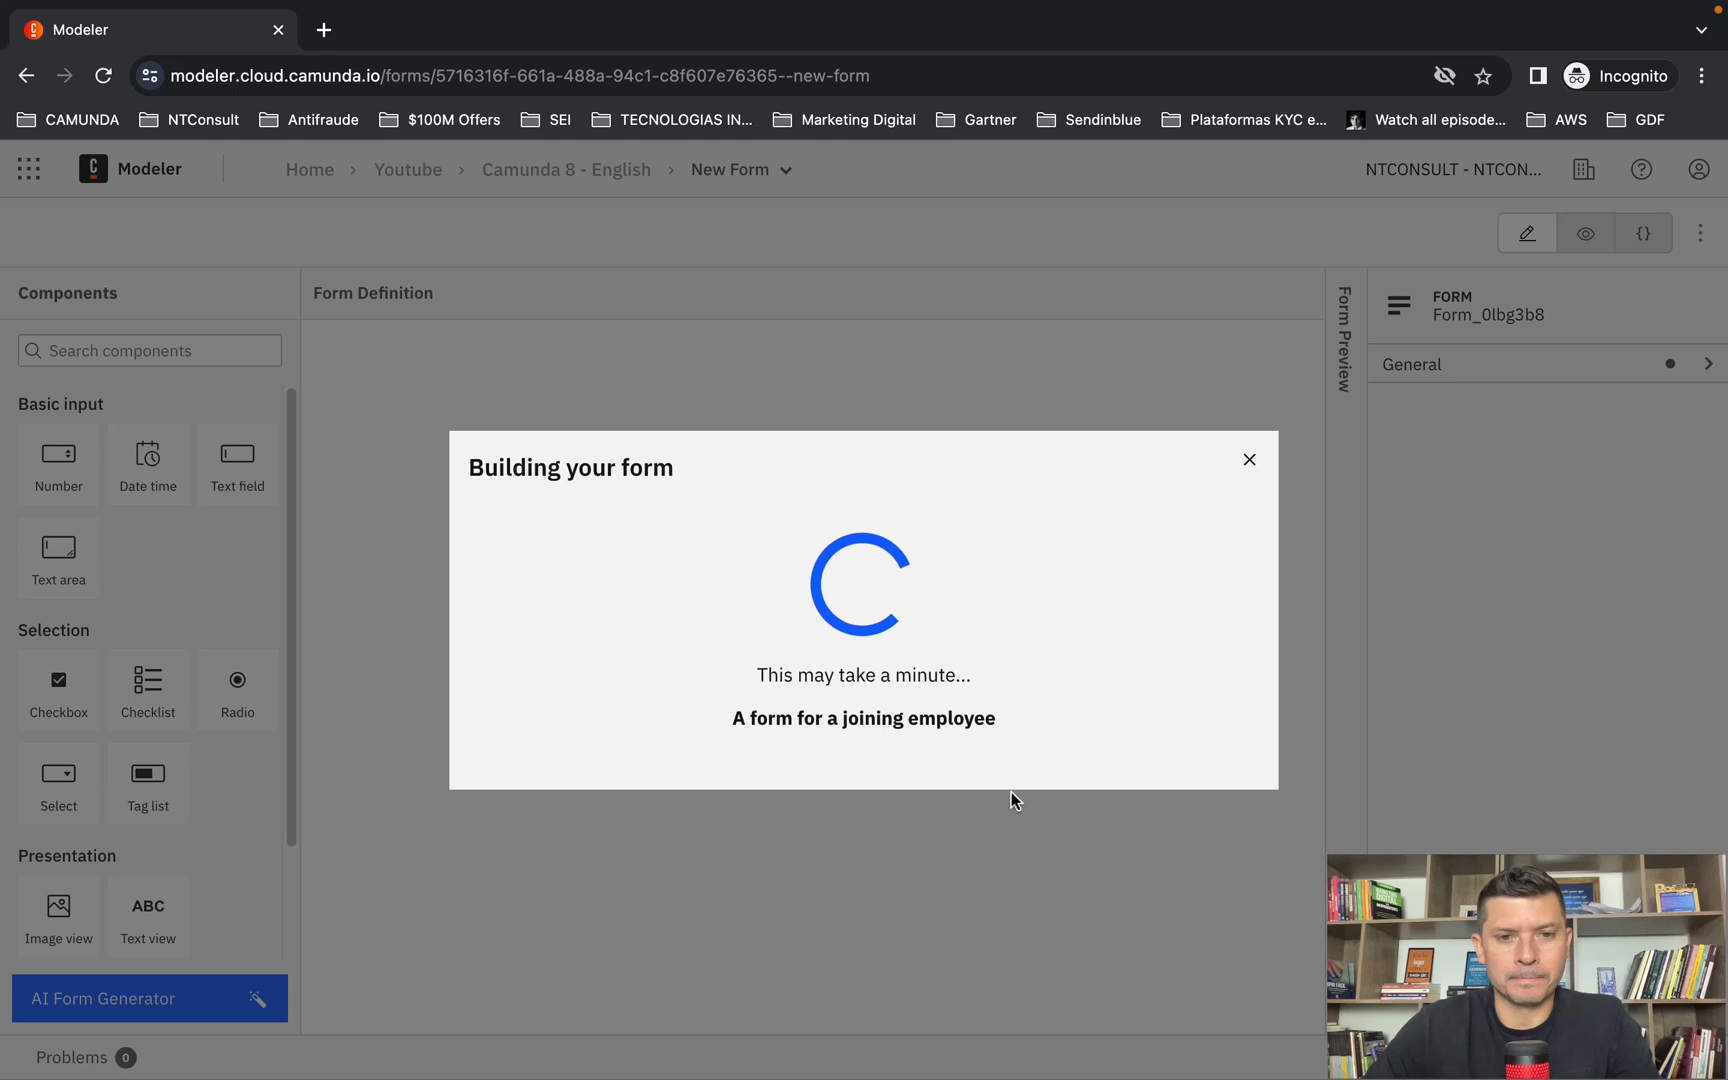 Modeler
modeler.cloud.camunda.io/forms/5716316f-661a-488a-94c1-c8f607e76365--new-form
Incognito
CAMUNDA
NTConsult
Antifraude
$100M Offers
SEI
TECNOLOGIAS IN...
Marketing Digital
Gartner
Sendinblue
Plataformas KYC e...
Watch all episode...
AWS
GDF
Modeler
Home > Youtube > Camunda 8 - English > New Form
NTCONSULT - NTCON...
Components
Form Definition
Form Preview
FORM
Form_0lbg3b8
General
Search components
Basic input
Number
Date time
Text field
Text area
Selection
Checkbox
Checklist
Radio
Select
Tag list
Presentation
Image view
ABC
Text view
AI Form Generator
Problems 0
Building your form
This may take a minute...
A form for a joining employee